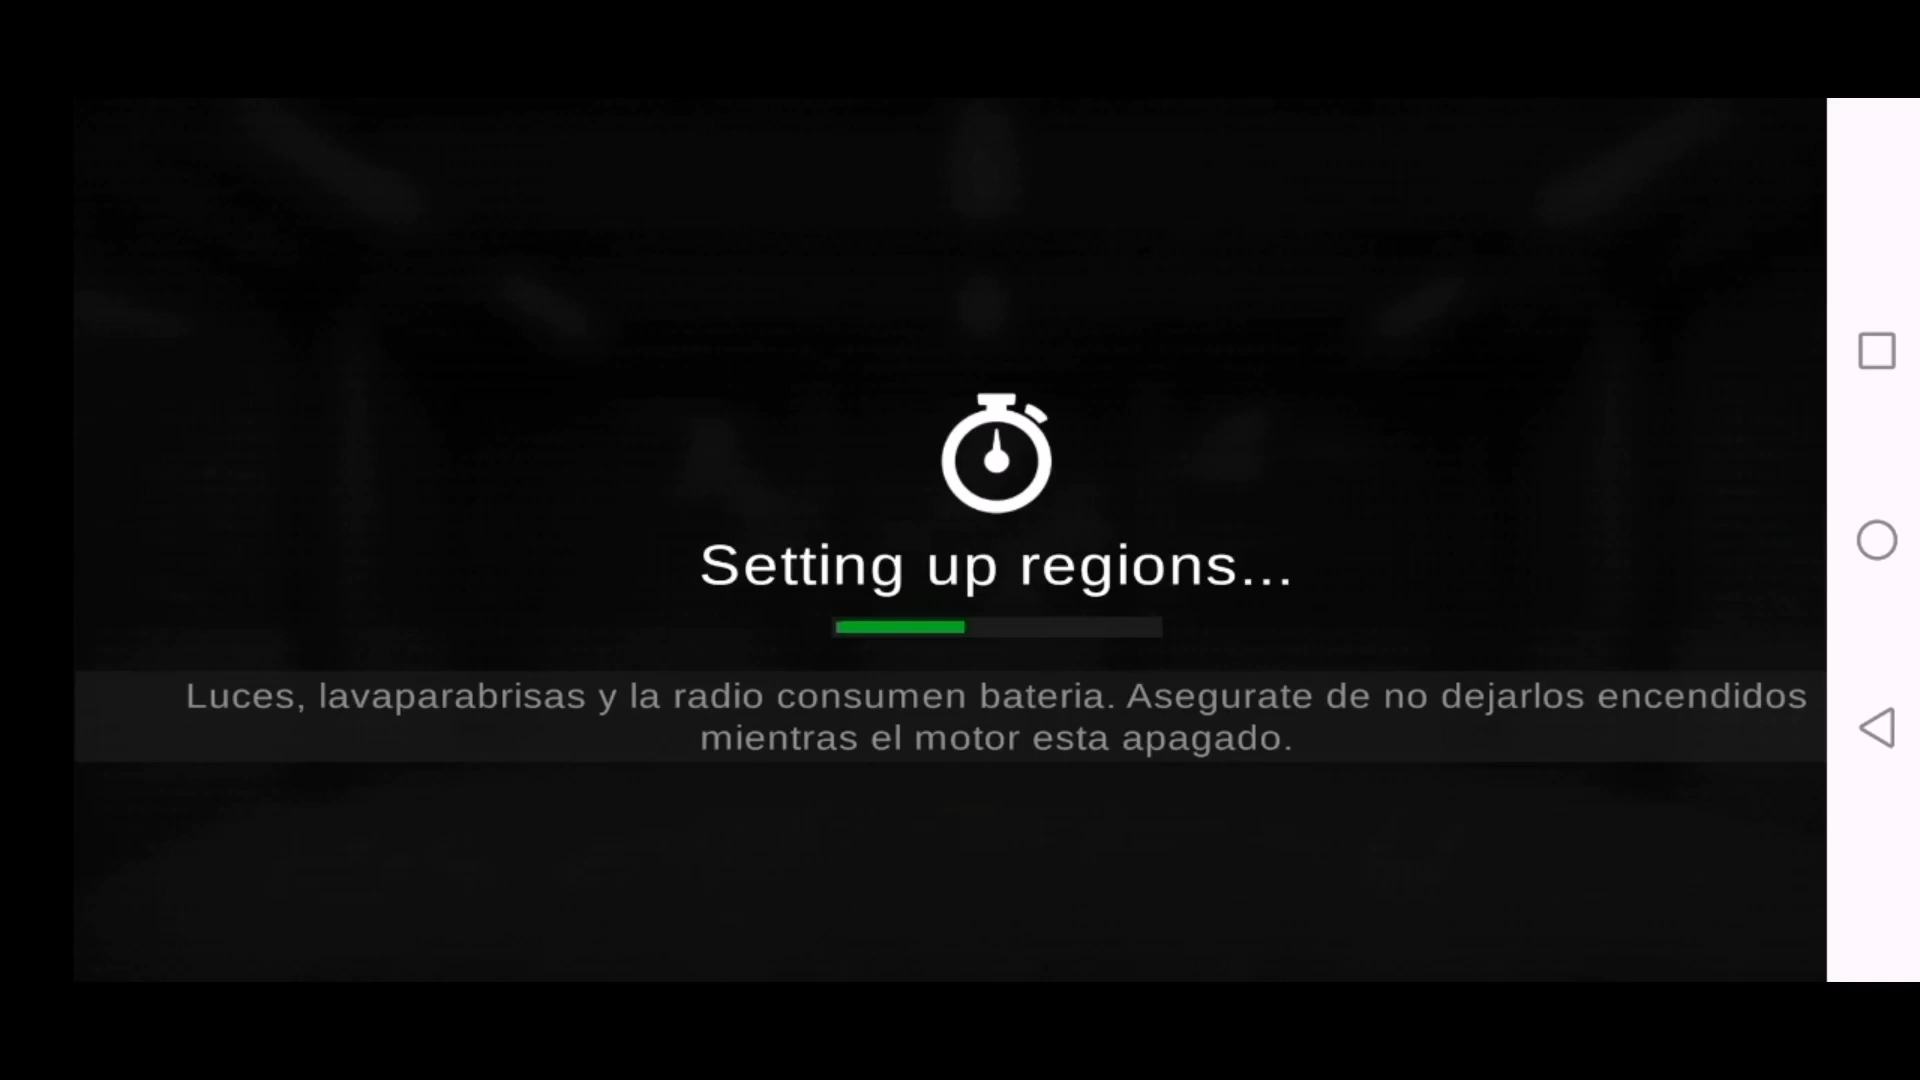 Setting up regions...
Luces, lavaparabrisas y la radio consumen bateria. Asegurate de no dejarlos encendidos
mientras el motor esta apagado.